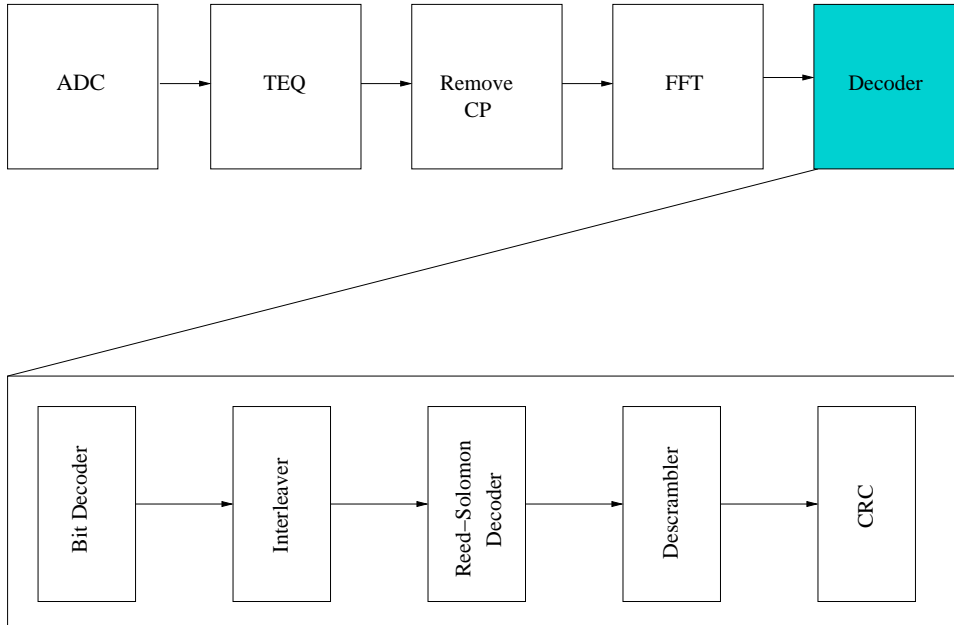 ADC
TEQ
Remove
CP
FFT
Decoder
Bit Decoder
Interleaver
Reed−Solomon
Decoder
Descrambler
CRC